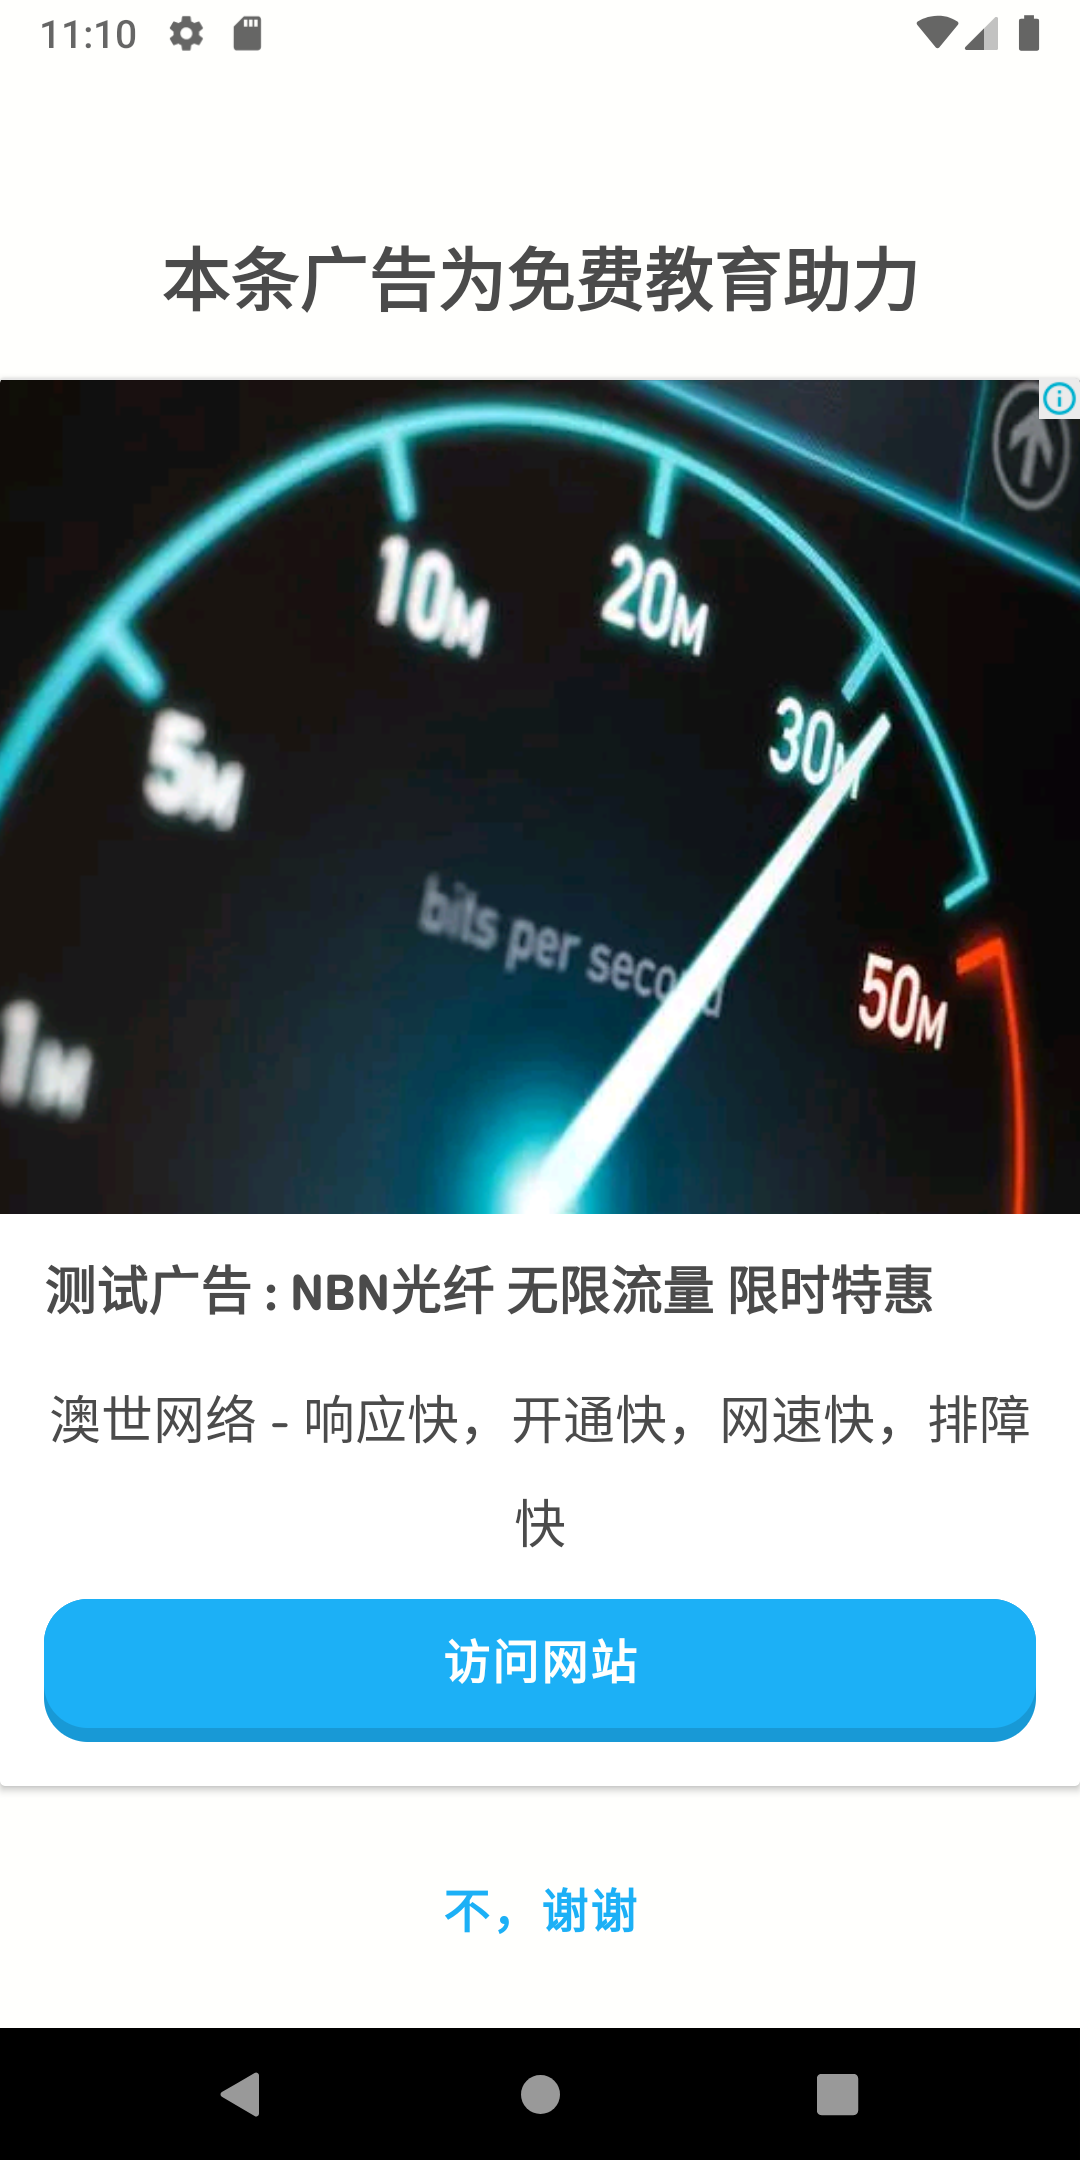 11:10
本条广告为免费教育助力
10M
20M
30M
5M
bits per second
50M
1M
测试广告 : NBN光纤 无限流量 限时特惠
澳世网络 - 响应快，开通快，网速快，排障
快
访问网站
不，谢谢